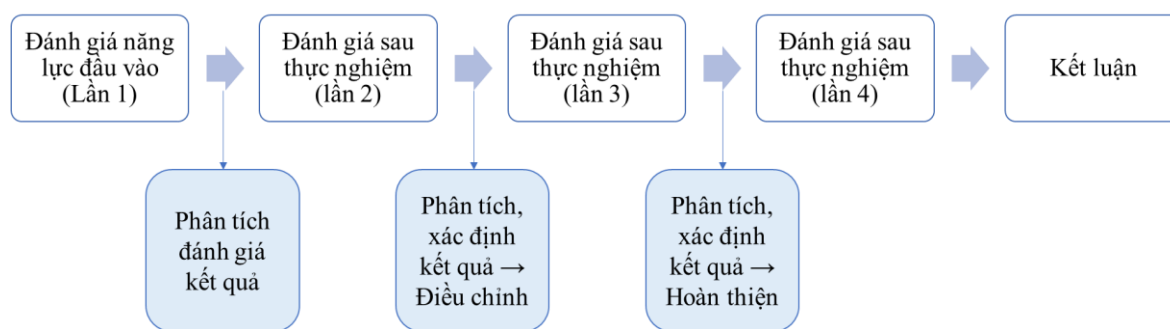 Đánh giá năng
lực đầu vào
(Lần 1)
Đánh giá sau
thực nghiệm
(lần 2)
Đánh giá sau
thực nghiệm
(lần 3)
Đánh giá sau
thực nghiệm
(lần 4)
Kết luận
Phân tích
đánh giá
kết quả
Phân tích,
xác định
kết quả →
Điều chỉnh
Phân tích,
xác định
kết quả →
Hoàn thiện